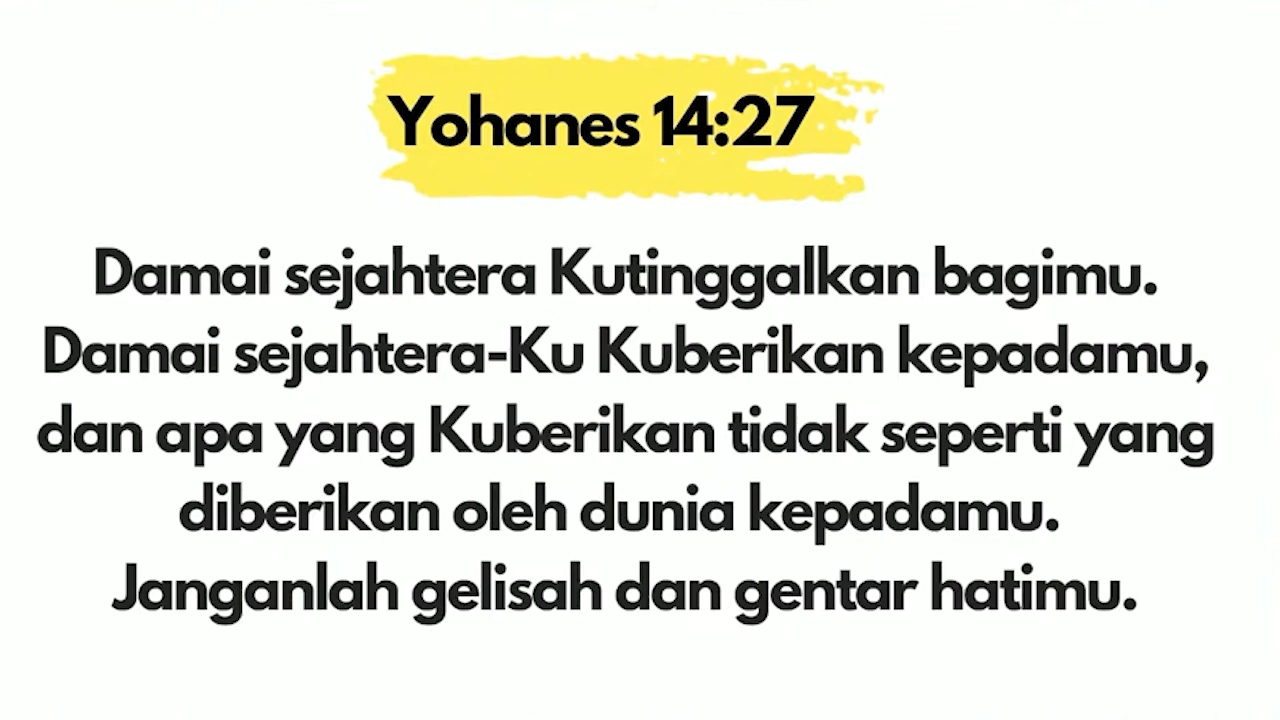 Yohanes 14:27
Damai sejahtera Kutinggalkan bagimu.
Damai sejahtera-Ku Kuberikan kepadamu,
dan apa yang Kuberikan tidak seperti yang
diberikan oleh dunia kepadamu.
Janganlah gelisah dan gentar hatimu.